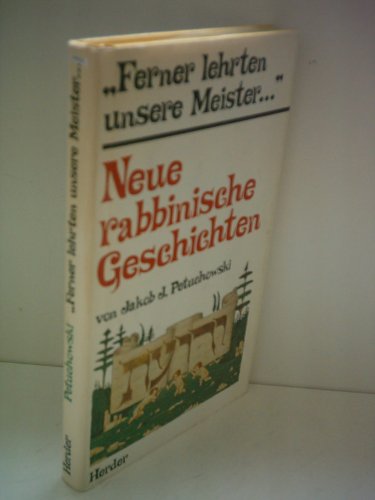 „Ferner lehrten
unsere Meister..."
Neue
rabbinische
Geschichten
von Jakob J. Petuchowski
Herder
Herder Petuchowski „Ferner lehrten unsere Meister...